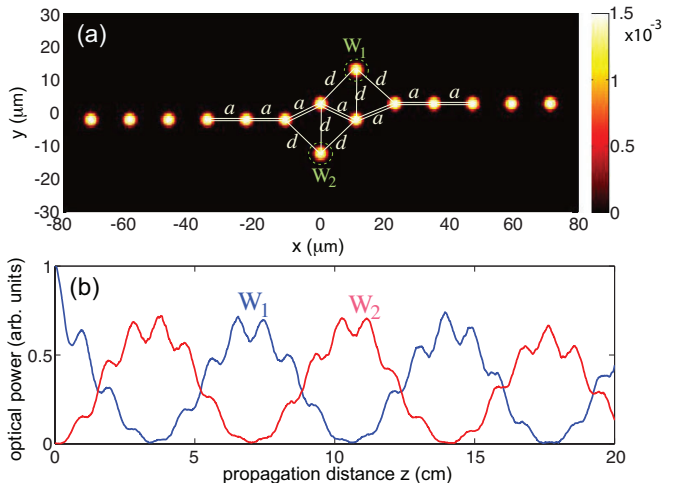 (a)
30
20
10
0
-10
-20
-30
y (μm)
W1
W2
a a a a a a a
d d d d d d
-80 -60 -40 -20 0 20 40 60 80
x (μm)
1.5
x10⁻³
1
0.5
0
(b)
1
0.5
0
optical power (arb. units)
W1
W2
0 5 10 15 20
propagation distance z (cm)